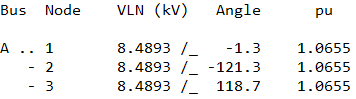 Bus  Node    VLN (kV)   Angle      pu
A .. 1       8.4893 /_   -1.3    1.0655
   - 2       8.4893 /_ -121.3    1.0655
   - 3       8.4893 /_  118.7    1.0655